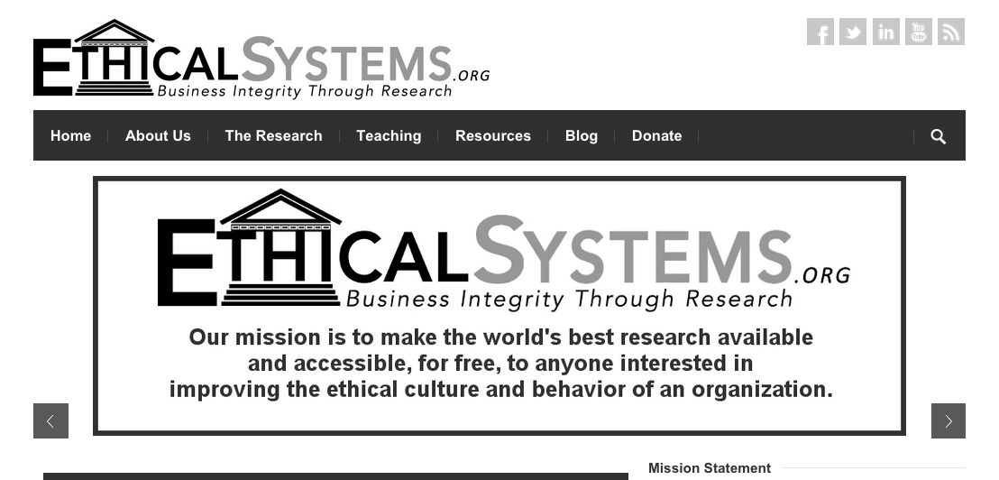 ETHICALSYSTEMS.ORG
Business Integrity Through Research
Home About Us The Research Teaching Resources Blog Donate
ETHICALSYSTEMS.ORG
Business Integrity Through Research
Our mission is to make the world's best research available
and accessible, for free, to anyone interested in
improving the ethical culture and behavior of an organization.
Mission Statement